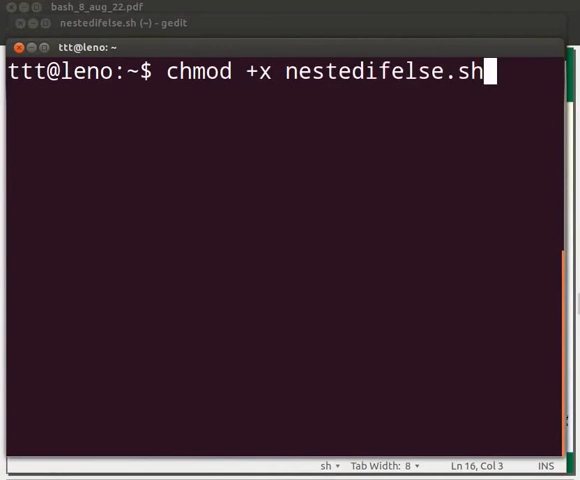 bash_8_aug_22.pdf
nestedifelse.sh (~) - gedit
ttt@leno: ~
ttt@leno:~$ chmod +x nestedifelse.sh
sh Tab Width: 8 Ln 16, Col 3 INS